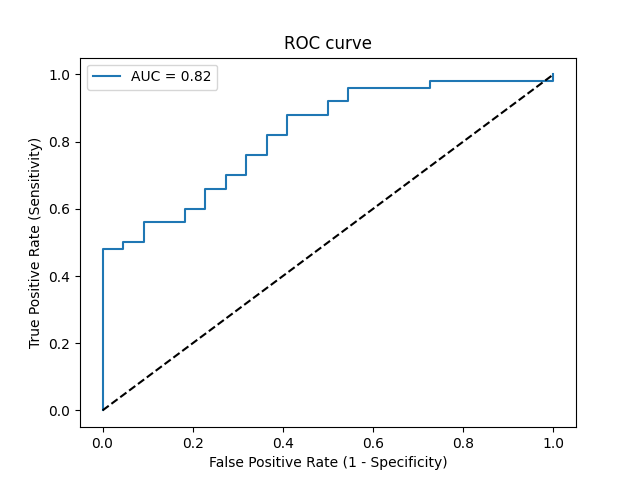 ROC curve
AUC = 0.82
True Positive Rate (Sensitivity)
1.0
0.8
0.6
0.4
0.2
0.0
0.0 0.2 0.4 0.6 0.8 1.0
False Positive Rate (1 - Specificity)